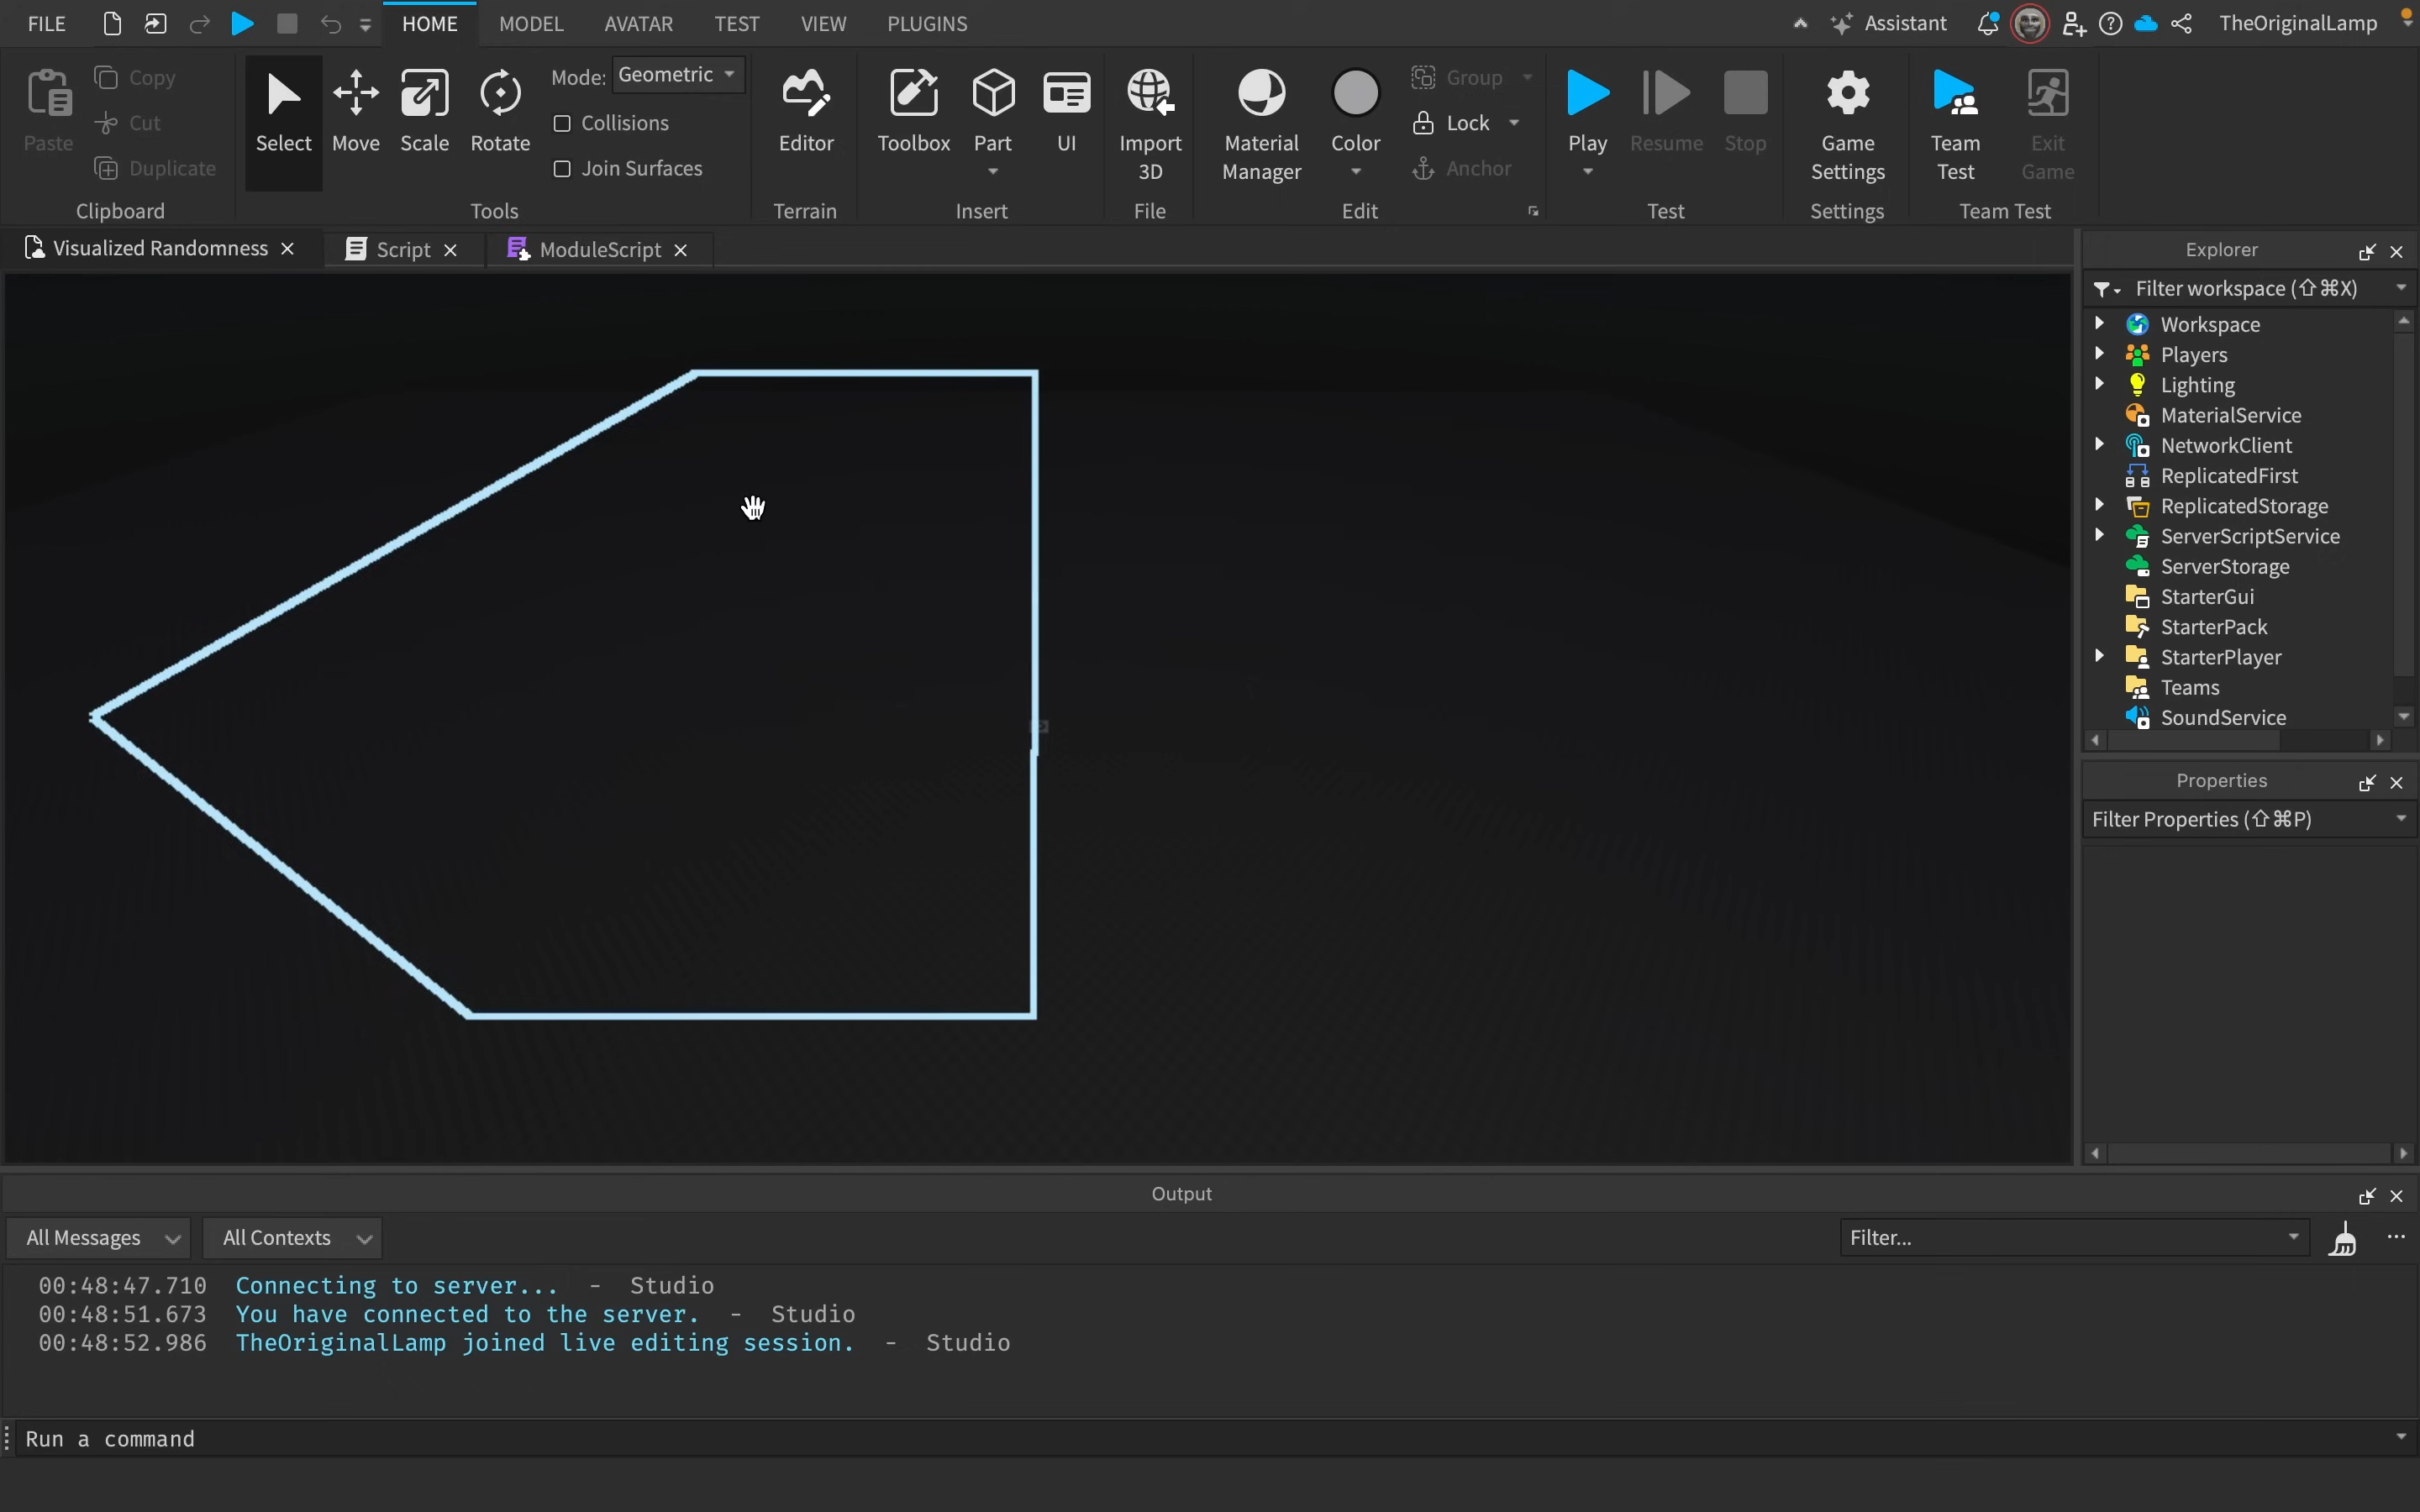 FILE HOME MODEL AVATAR TEST VIEW PLUGINS Assistant TheOriginalLamp
Paste Copy Cut Duplicate
Clipboard
Select Move Scale Rotate
Mode: Geometric
Collisions
Join Surfaces
Tools
Editor
Terrain
Toolbox Part UI
Insert
Import
3D
File
Material
Manager
Color
Group
Lock
Anchor
Edit
Play Resume Stop
Test
Game
Settings
Settings
Team
Test
Exit
Game
Team Test
Visualized Randomness Script ModuleScript
Explorer
Filter workspace (⇧⌘X)
Workspace
Players
Lighting
MaterialService
NetworkClient
ReplicatedFirst
ReplicatedStorage
ServerScriptService
ServerStorage
StarterGui
StarterPack
StarterPlayer
Teams
SoundService
Properties
Filter Properties (⇧⌘P)
Output
All Messages All Contexts Filter...
00:48:47.710 Connecting to server... - Studio
00:48:51.673 You have connected to the server. - Studio
00:48:52.986 TheOriginalLamp joined live editing session. - Studio
Run a command